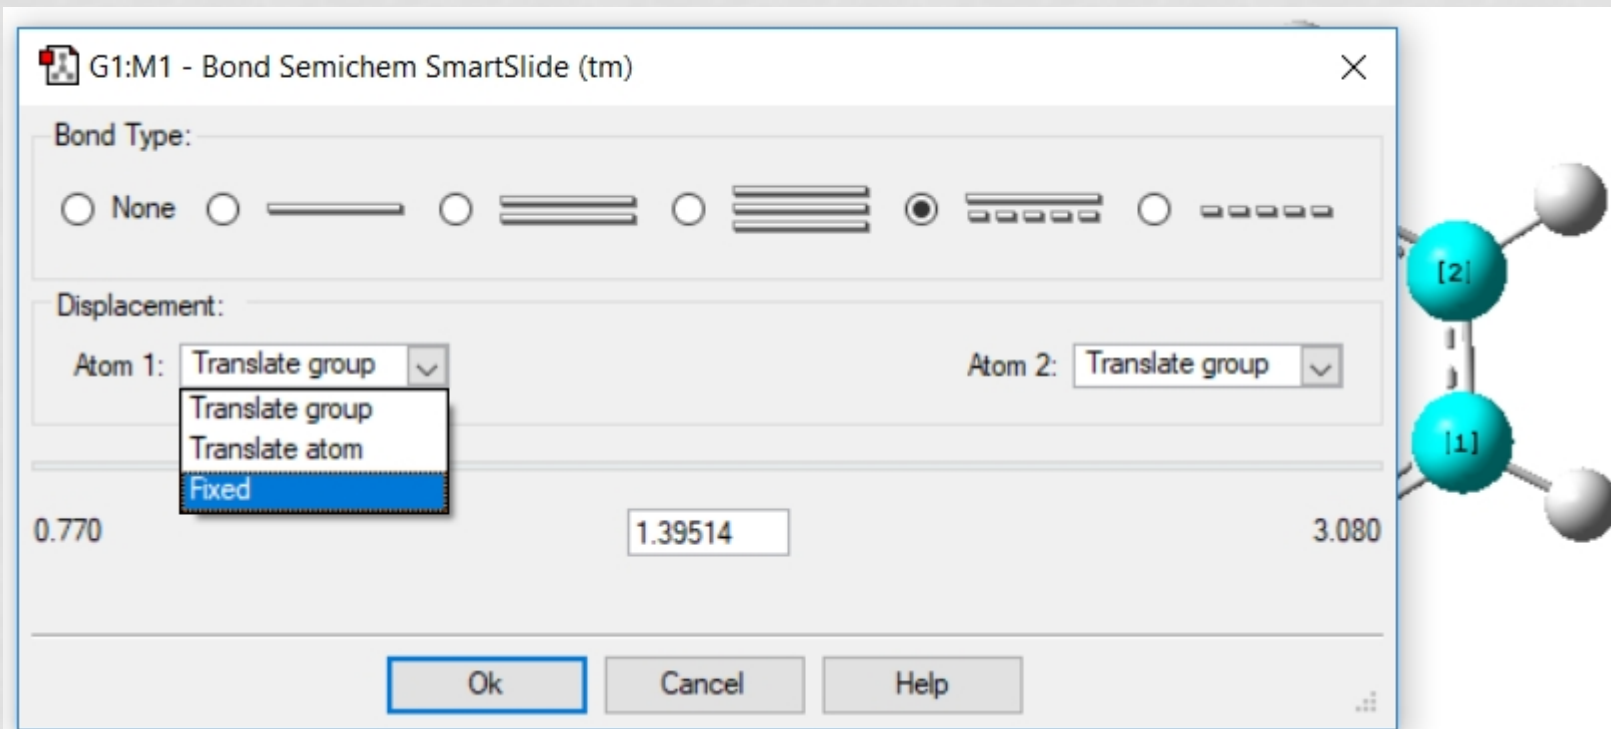 G1:M1 - Bond Semichem SmartSlide (tm)
Bond Type:
None
Displacement:
Atom 1: Translate group
Atom 2: Translate group
Translate group
Translate atom
Fixed
0.770
1.39514
3.080
Ok
Cancel
Help
[2]
[1]